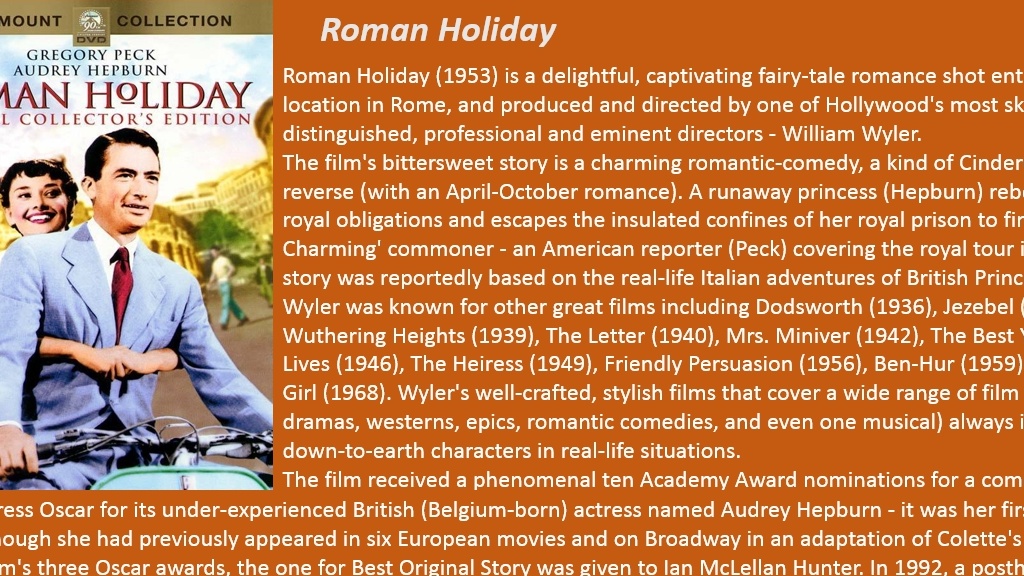 MOUNT COLLECTION
90
DVD
GREGORY PECK
AUDREY HEPBURN
MAN HOLIDAY
L COLLECTOR'S EDITION
Roman Holiday
Roman Holiday (1953) is a delightful, captivating fairy-tale romance shot ent
location in Rome, and produced and directed by one of Hollywood's most sk
distinguished, professional and eminent directors - William Wyler.
The film's bittersweet story is a charming romantic-comedy, a kind of Cinder
reverse (with an April-October romance). A runaway princess (Hepburn) reb
royal obligations and escapes the insulated confines of her royal prison to fi
Charming' commoner - an American reporter (Peck) covering the royal tour i
story was reportedly based on the real-life Italian adventures of British Princ
Wyler was known for other great films including Dodsworth (1936), Jezebel (
Wuthering Heights (1939), The Letter (1940), Mrs. Miniver (1942), The Best Y
Lives (1946), The Heiress (1949), Friendly Persuasion (1956), Ben-Hur (1959)
Girl (1968). Wyler's well-crafted, stylish films that cover a wide range of film
dramas, westerns, epics, romantic comedies, and even one musical) always i
down-to-earth characters in real-life situations.
The film received a phenomenal ten Academy Award nominations for a com
ress Oscar for its under-experienced British (Belgium-born) actress named Audrey Hepburn - it was her firs
ough she had previously appeared in six European movies and on Broadway in an adaptation of Colette's
m's three Oscar awards, the one for Best Original Story was given to Ian McLellan Hunter. In 1992, a posth